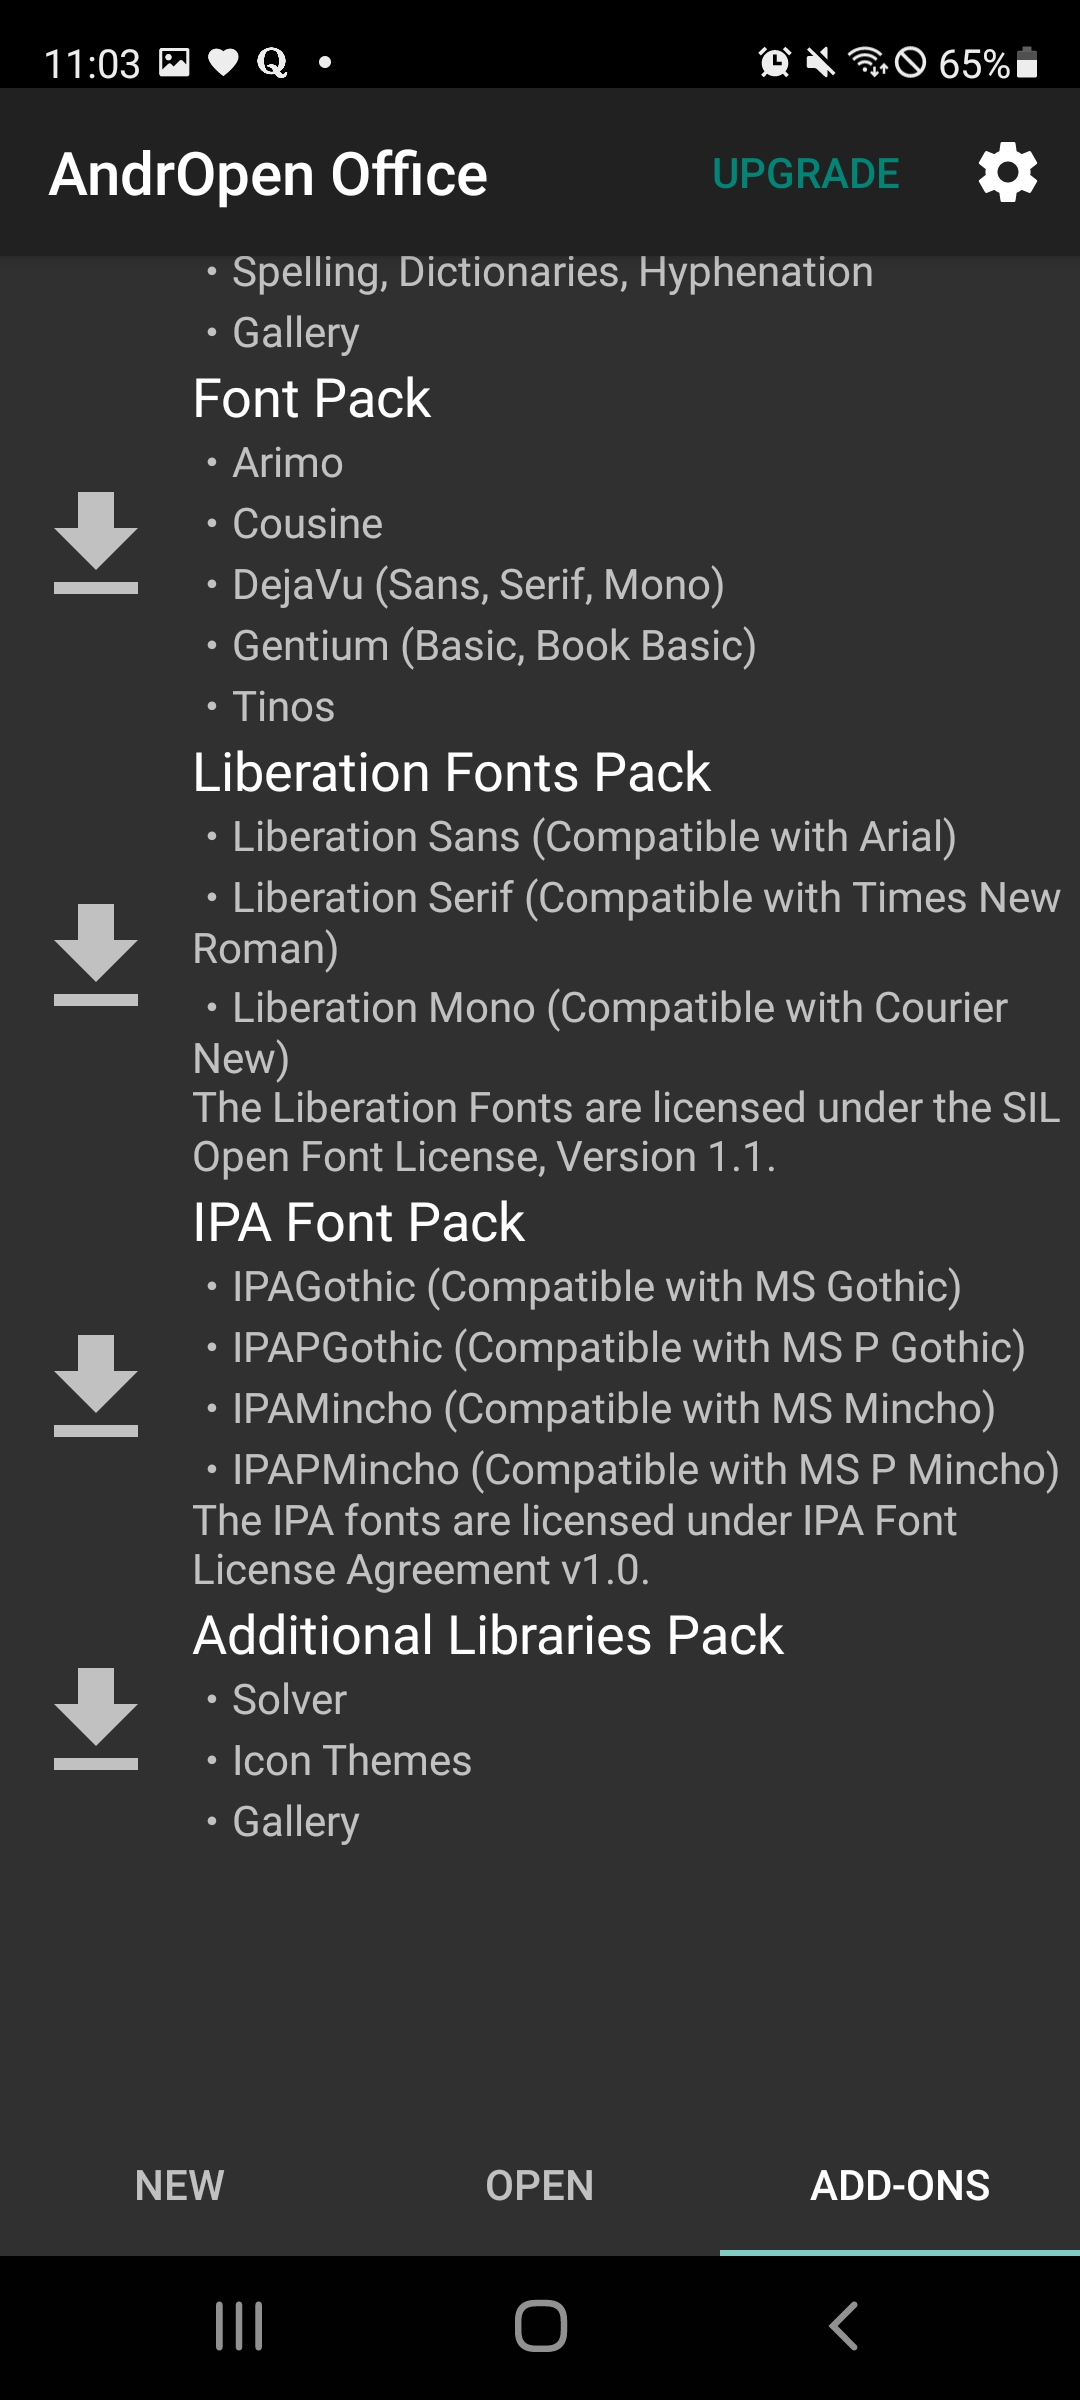 11:03
65%
AndrOpen Office
UPGRADE
• Spelling, Dictionaries, Hyphenation
• Gallery
Font Pack
• Arimo
• Cousine
• DejaVu (Sans, Serif, Mono)
• Gentium (Basic, Book Basic)
• Tinos
Liberation Fonts Pack
• Liberation Sans (Compatible with Arial)
• Liberation Serif (Compatible with Times New
Roman)
• Liberation Mono (Compatible with Courier
New)
The Liberation Fonts are licensed under the SIL
Open Font License, Version 1.1.
IPA Font Pack
• IPAGothic (Compatible with MS Gothic)
• IPAPGothic (Compatible with MS P Gothic)
• IPAMincho (Compatible with MS Mincho)
• IPAPMincho (Compatible with MS P Mincho)
The IPA fonts are licensed under IPA Font
License Agreement v1.0.
Additional Libraries Pack
• Solver
• Icon Themes
• Gallery
NEW
OPEN
ADD-ONS